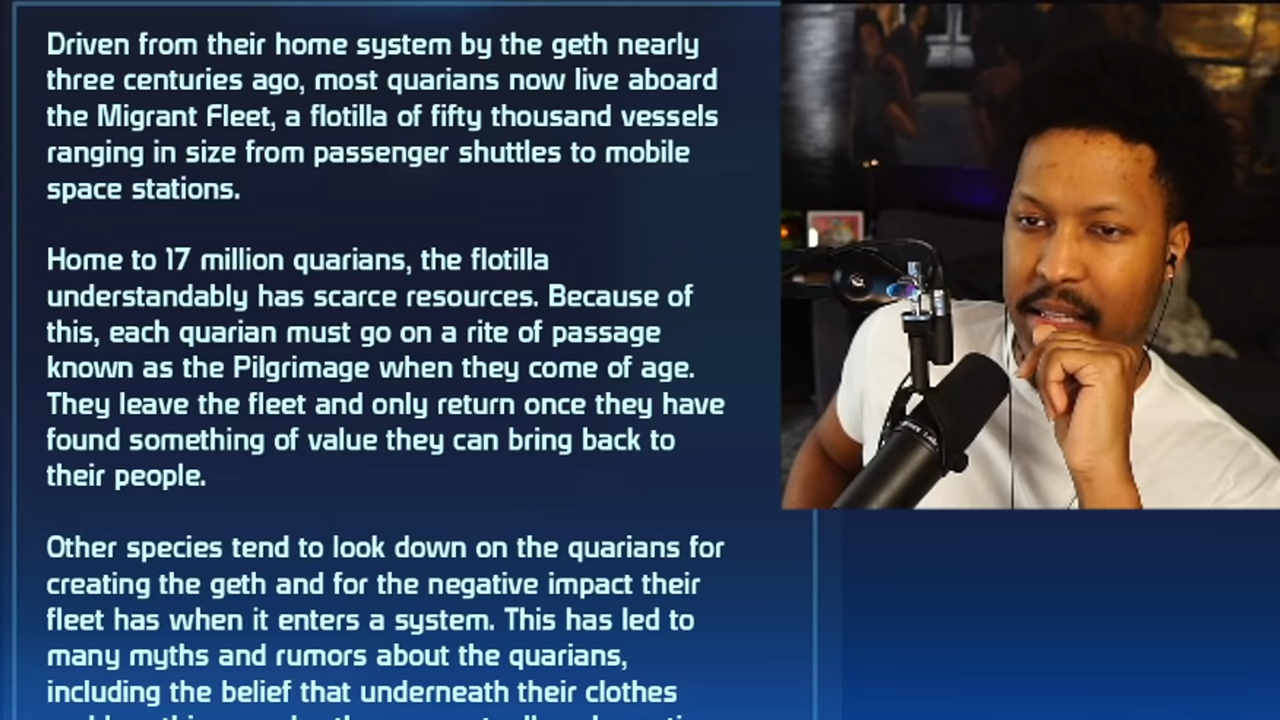 Driven from their home system by the geth nearly
three centuries ago, most quarians now live aboard
the Migrant Fleet, a flotilla of fifty thousand vessels
ranging in size from passenger shuttles to mobile
space stations.
Home to 17 million quarians, the flotilla
understandably has scarce resources. Because of
this, each quarian must go on a rite of passage
known as the Pilgrimage when they come of age.
They leave the fleet and only return once they have
found something of value they can bring back to
their people.
Other species tend to look down on the quarians for
creating the geth and for the negative impact their
fleet has when it enters a system. This has led to
many myths and rumors about the quarians,
including the belief that underneath their clothes